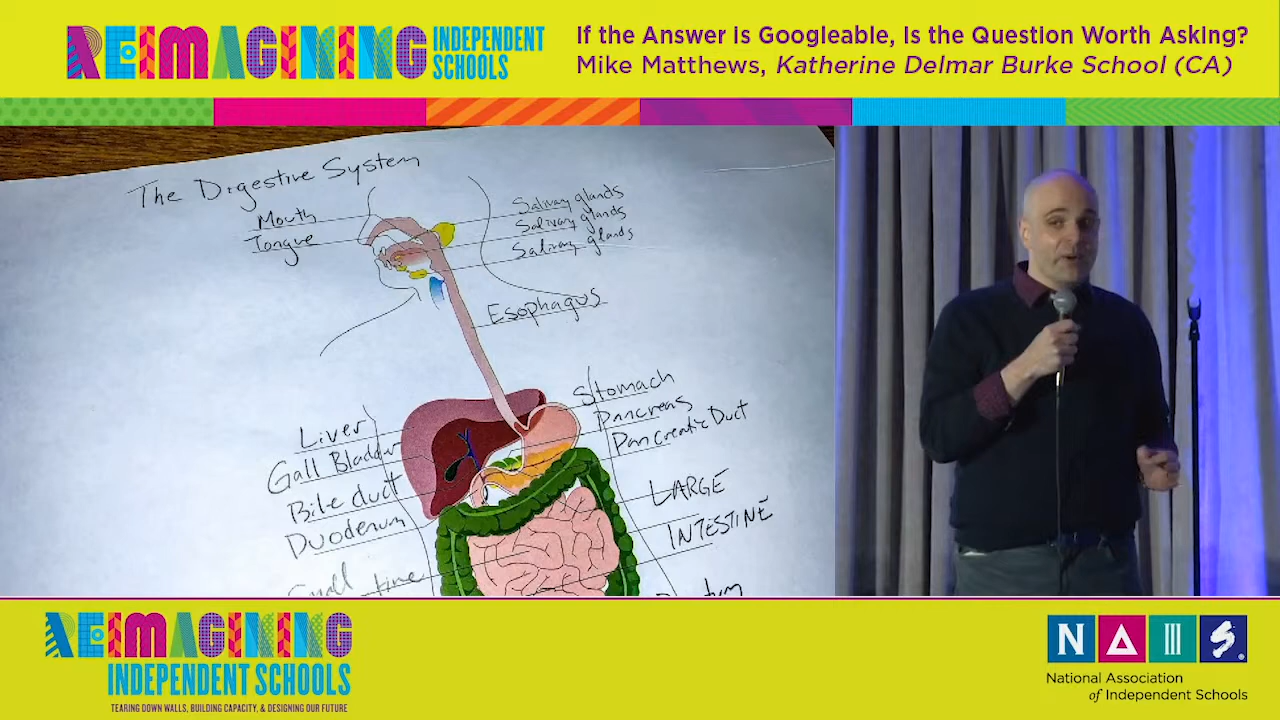 REIMAGINING
INDEPENDENT
SCHOOLS
If the Answer is Googleable, Is the Question Worth Asking?
Mike Matthews, Katherine Delmar Burke School (CA)
The Digestive System
Mouth
Tongue
Salivary glands
Salivary glands
Salivary glands
Esophagus
Liver
Gall Bladder
Bile duct
Duodenum
Small
Stomach
Pancreas
Pancreatic Duct
LARGE
INTESTINE
REIMAGINING
INDEPENDENT SCHOOLS
TEARING DOWN WALLS, BUILDING CAPACITY, & DESIGNING OUR FUTURE
NAIS
National Association
of Independent Schools